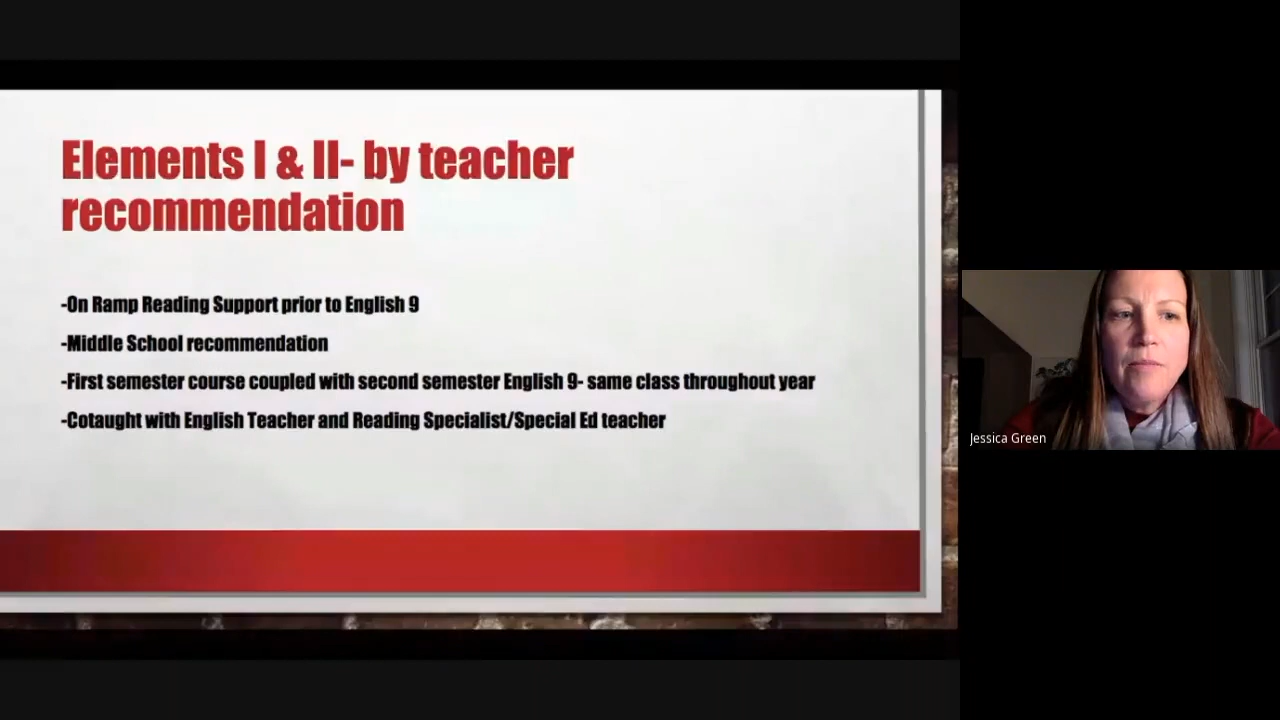 Elements I & II- by teacher
recommendation
-On Ramp Reading Support prior to English 9
-Middle School recommendation
-First semester course coupled with second semester English 9- same class throughout year
-Cotaught with English Teacher and Reading Specialist/Special Ed teacher
Jessica Green